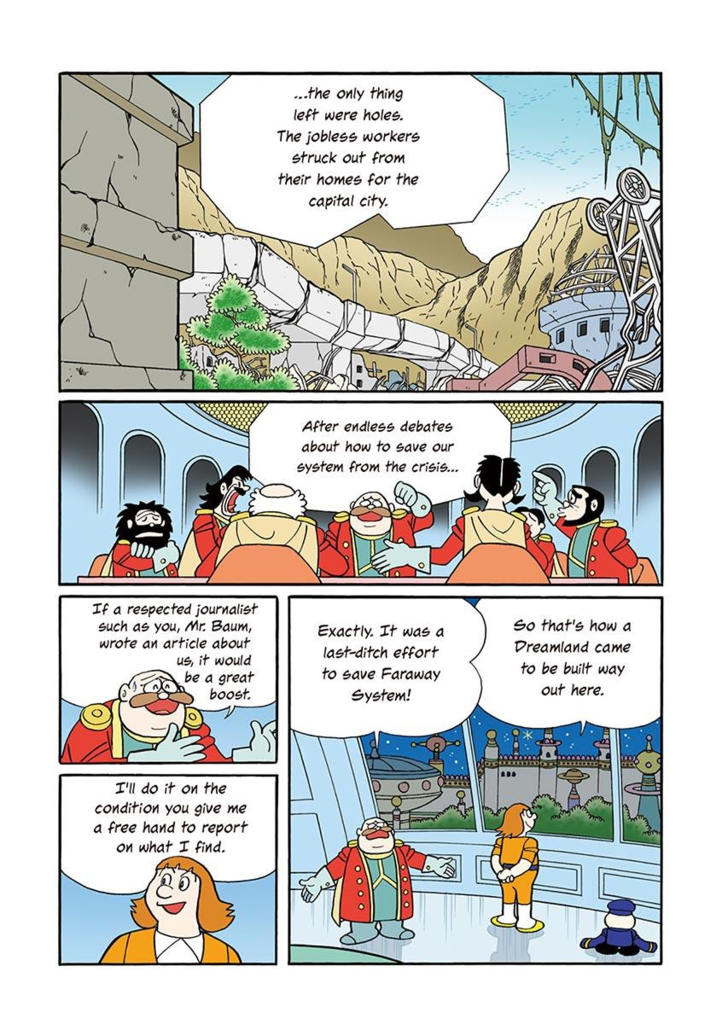 ...the only thing
left were holes.
The jobless workers
struck out from
their homes for the
capital city.
After endless debates
about how to save our
system from the crisis...
So that's how a
Dreamland came
to be built way
out here.
Exactly. It was a
last-ditch effort
to save Faraway
System!
If a respected journalist
such as you, Mr. Baum,
wrote an article about
us, it would
be a great
boost.
I'll do it on the
condition you give me
a free hand to report
on what I find.